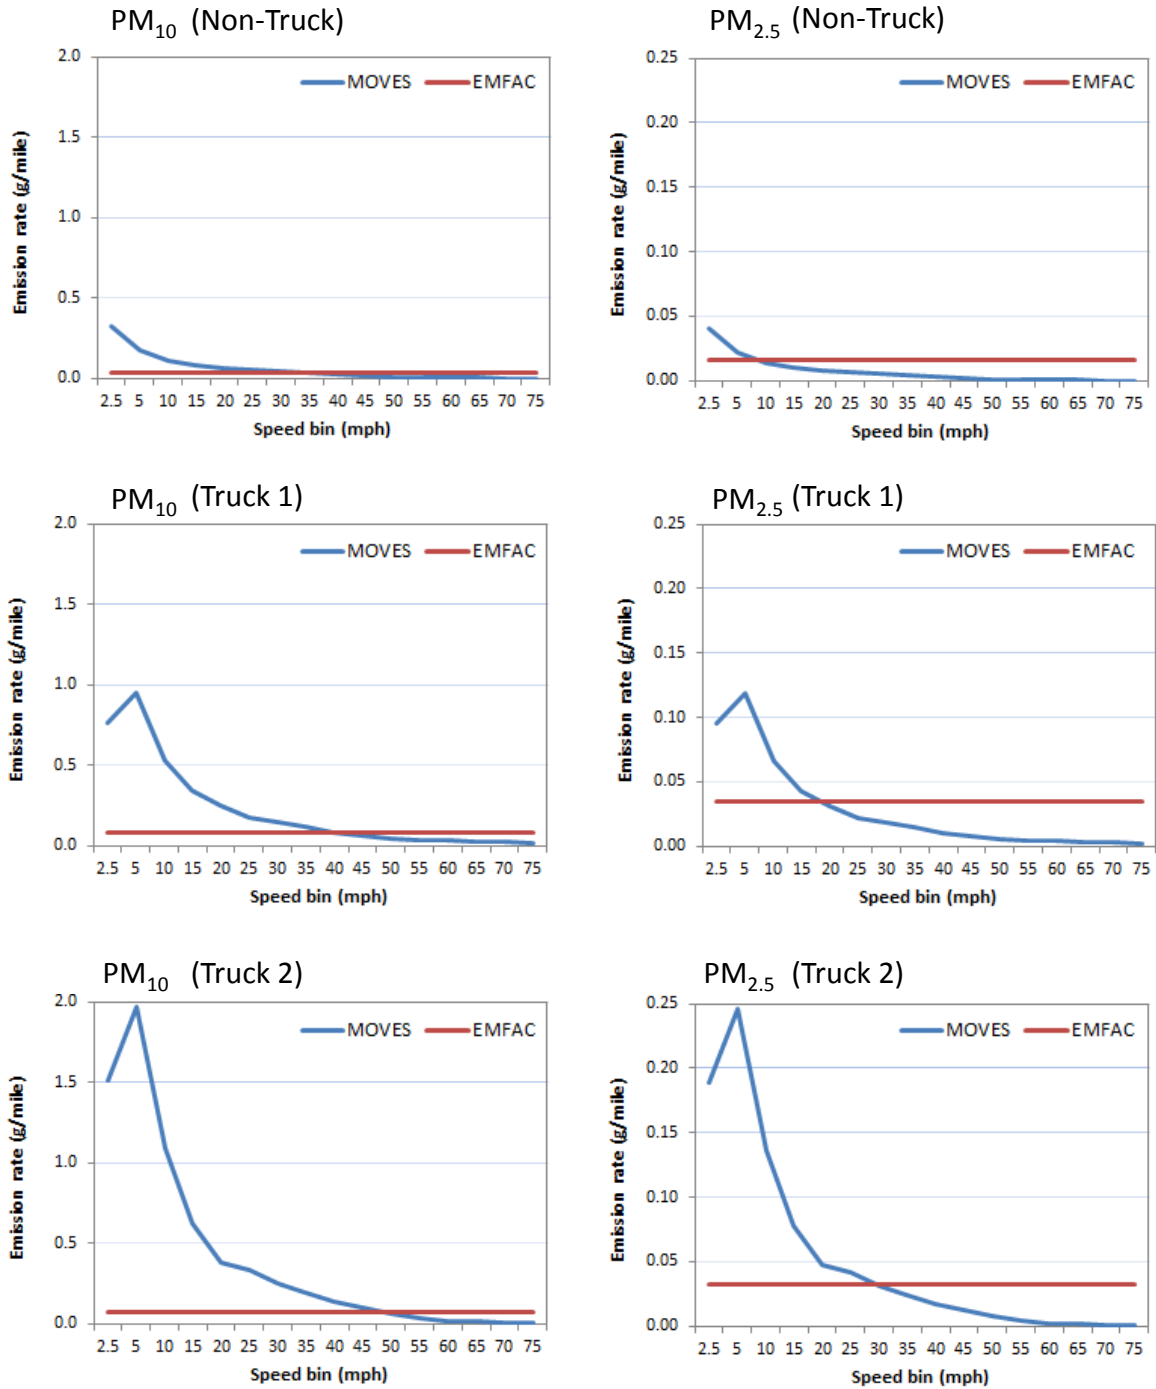 PM10 (Non-Truck)
2.0
1.5
1.0
0.5
0.0
Emission rate (g/mile)
MOVES EMFAC
2.5 5 10 15 20 25 30 35 40 45 50 55 60 65 70 75
Speed bin (mph)
PM2.5 (Non-Truck)
0.25
0.20
0.15
0.10
0.05
0.00
Emission rate (g/mile)
MOVES EMFAC
2.5 5 10 15 20 25 30 35 40 45 50 55 60 65 70 75
Speed bin (mph)
PM10 (Truck 1)
2.0
1.5
1.0
0.5
0.0
Emission rate (g/mile)
MOVES EMFAC
2.5 5 10 15 20 25 30 35 40 45 50 55 60 65 70 75
Speed bin (mph)
PM2.5 (Truck 1)
0.25
0.20
0.15
0.10
0.05
0.00
Emission rate (g/mile)
MOVES EMFAC
2.5 5 10 15 20 25 30 35 40 45 50 55 60 65 70 75
Speed bin (mph)
PM10 (Truck 2)
2.0
1.5
1.0
0.5
0.0
Emission rate (g/mile)
MOVES EMFAC
2.5 5 10 15 20 25 30 35 40 45 50 55 60 65 70 75
Speed bin (mph)
PM2.5 (Truck 2)
0.25
0.20
0.15
0.10
0.05
0.00
Emission rate (g/mile)
MOVES EMFAC
2.5 5 10 15 20 25 30 35 40 45 50 55 60 65 70 75
Speed bin (mph)